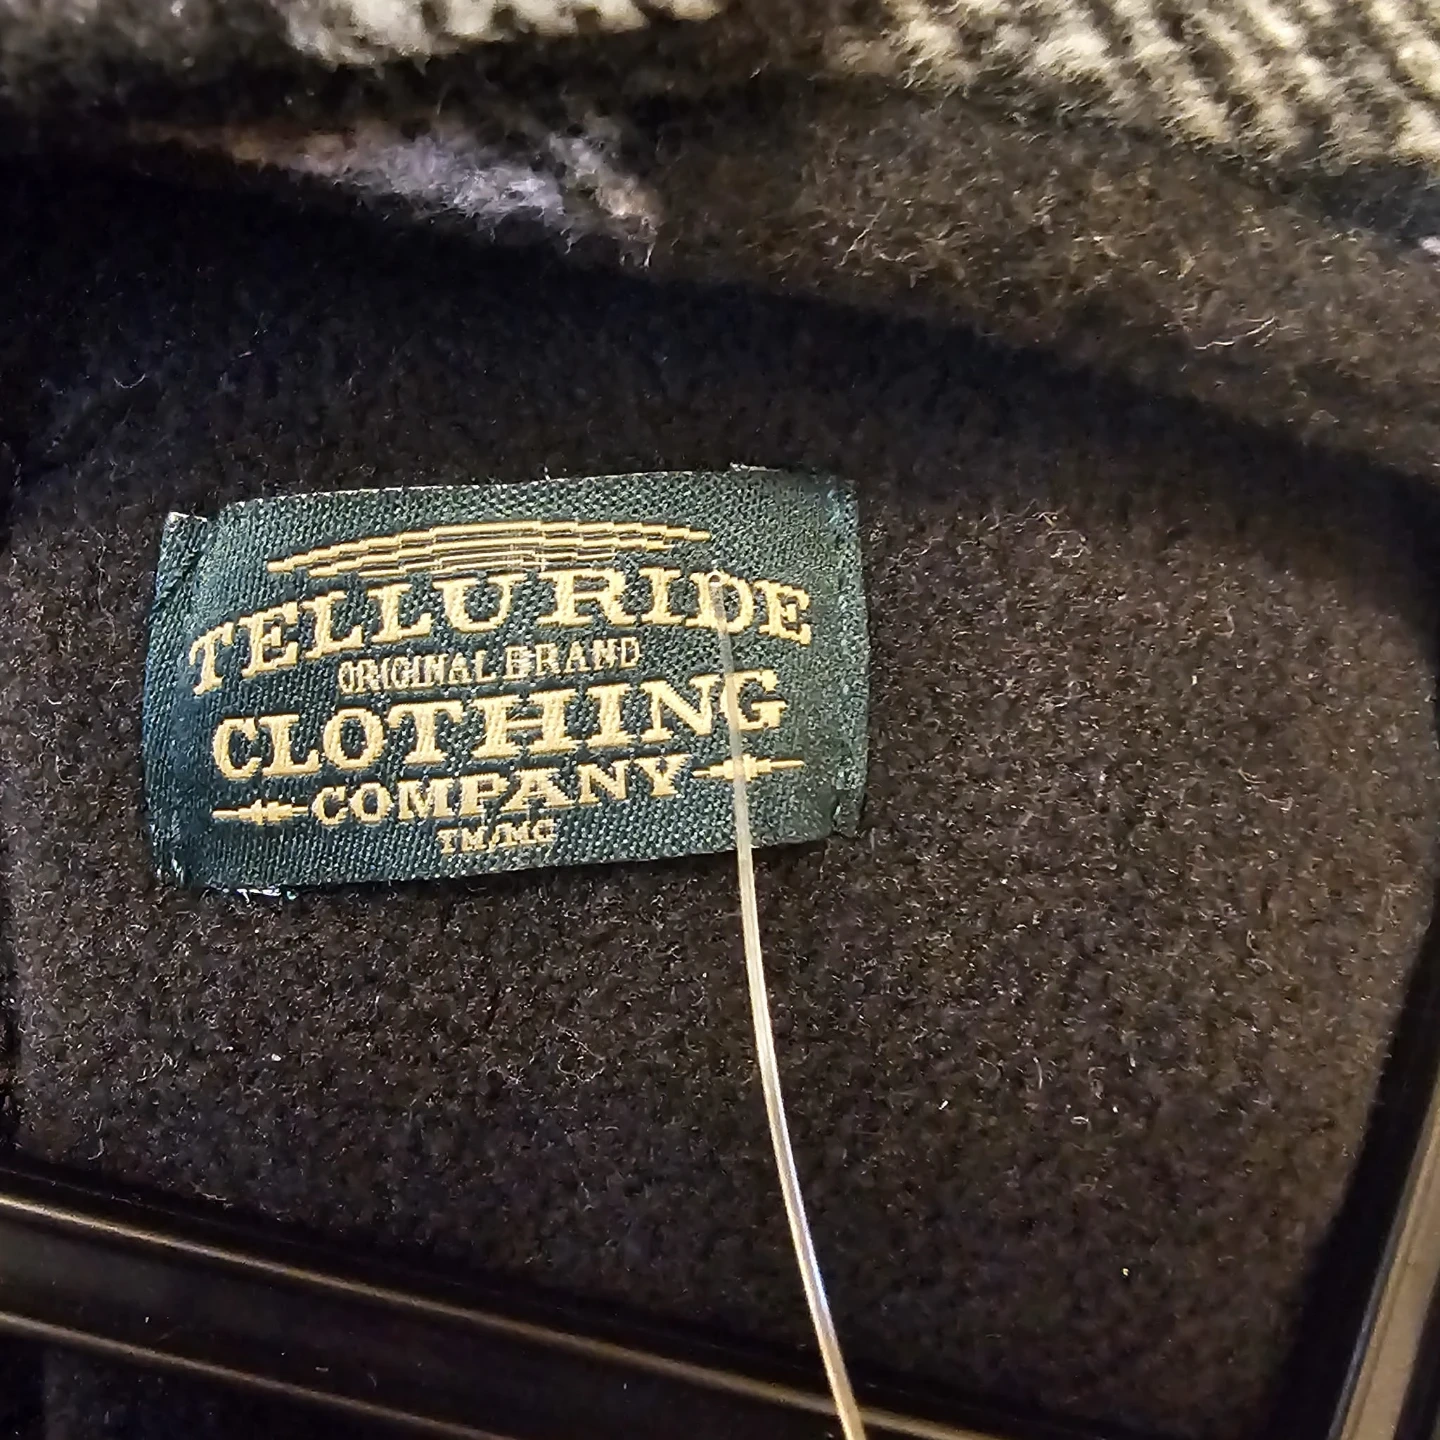 TELLURIDE
ORIGINAL BRAND
CLOTHING
COMPANY
TM/MC